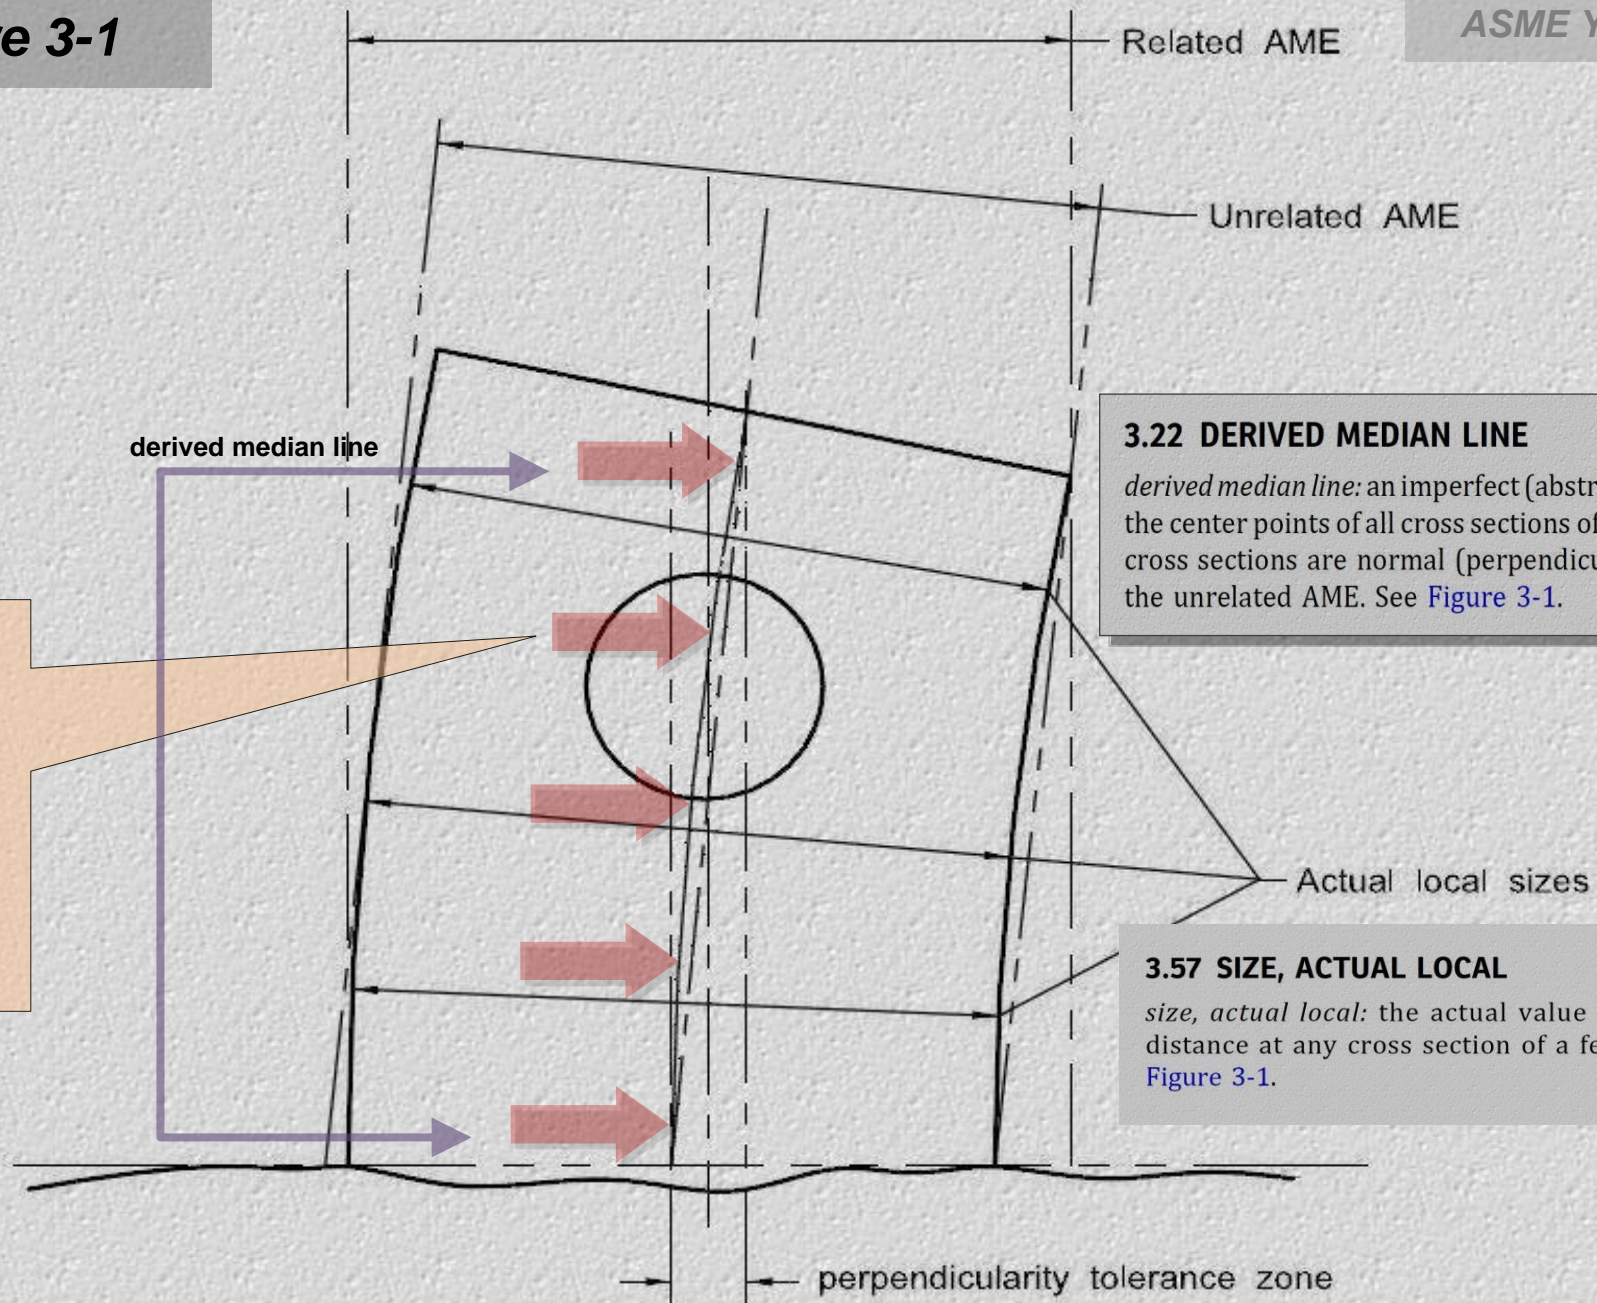 e 3-1
ASME Y
Related AME
Unrelated AME
derived median line
3.22 DERIVED MEDIAN LINE
derived median line: an imperfect (abstr
the center points of all cross sections of
cross sections are normal (perpendicu
the unrelated AME. See Figure 3-1.
Actual local sizes
3.57 SIZE, ACTUAL LOCAL
size, actual local: the actual value
distance at any cross section of a fe
Figure 3-1.
perpendicularity tolerance zone